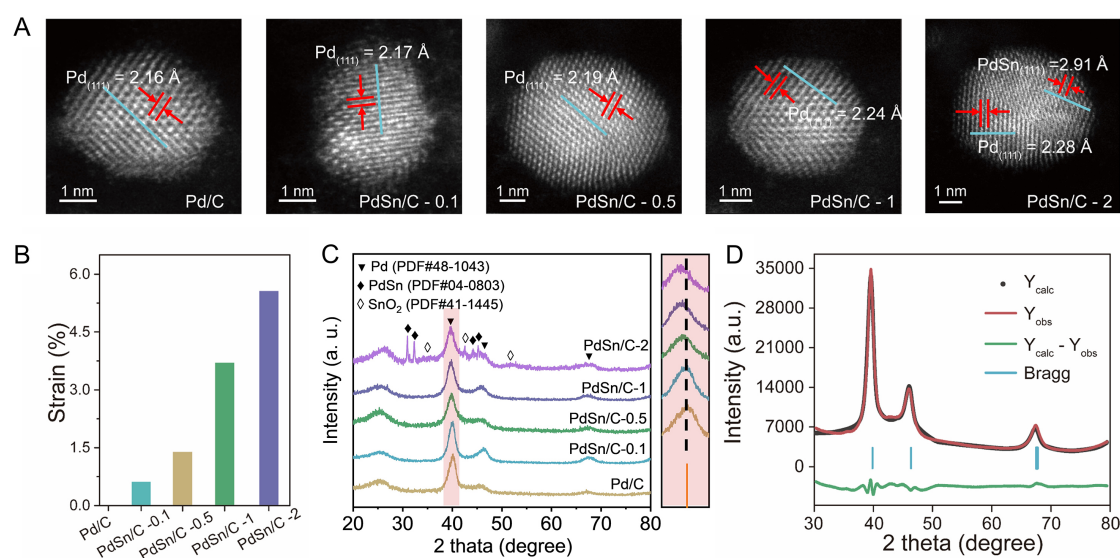 A
Pd(111) = 2.16 Å
1 nm
Pd/C
Pd(111) = 2.17 Å
1 nm
PdSn/C - 0.1
Pd(111) = 2.19 Å
1 nm
PdSn/C - 0.5
Pd(111) = 2.24 Å
1 nm
PdSn/C - 1
PdSn(111) =2.91 Å
Pd(111) = 2.28 Å
1 nm
PdSn/C - 2
B
Strain (%)
6.0
4.5
3.0
1.5
0.0
Pd/C
PdSn/C -0.1
PdSn/C -0.5
PdSn/C -1
PdSn/C -2
C
Intensity (a. u.)
▼ Pd (PDF#48-1043)
◆ PdSn (PDF#04-0803)
◊ SnO2 (PDF#41-1445)
PdSn/C-2
PdSn/C-1
PdSn/C-0.5
PdSn/C-0.1
Pd/C
20 30 40 50 60 70 80
2 thata (degree)
D
Intensity (a.u.)
35000
28000
21000
14000
7000
0
Ycalc
Yobs
Ycalc - Yobs
Bragg
30 40 50 60 70 80
2 theta (degree)